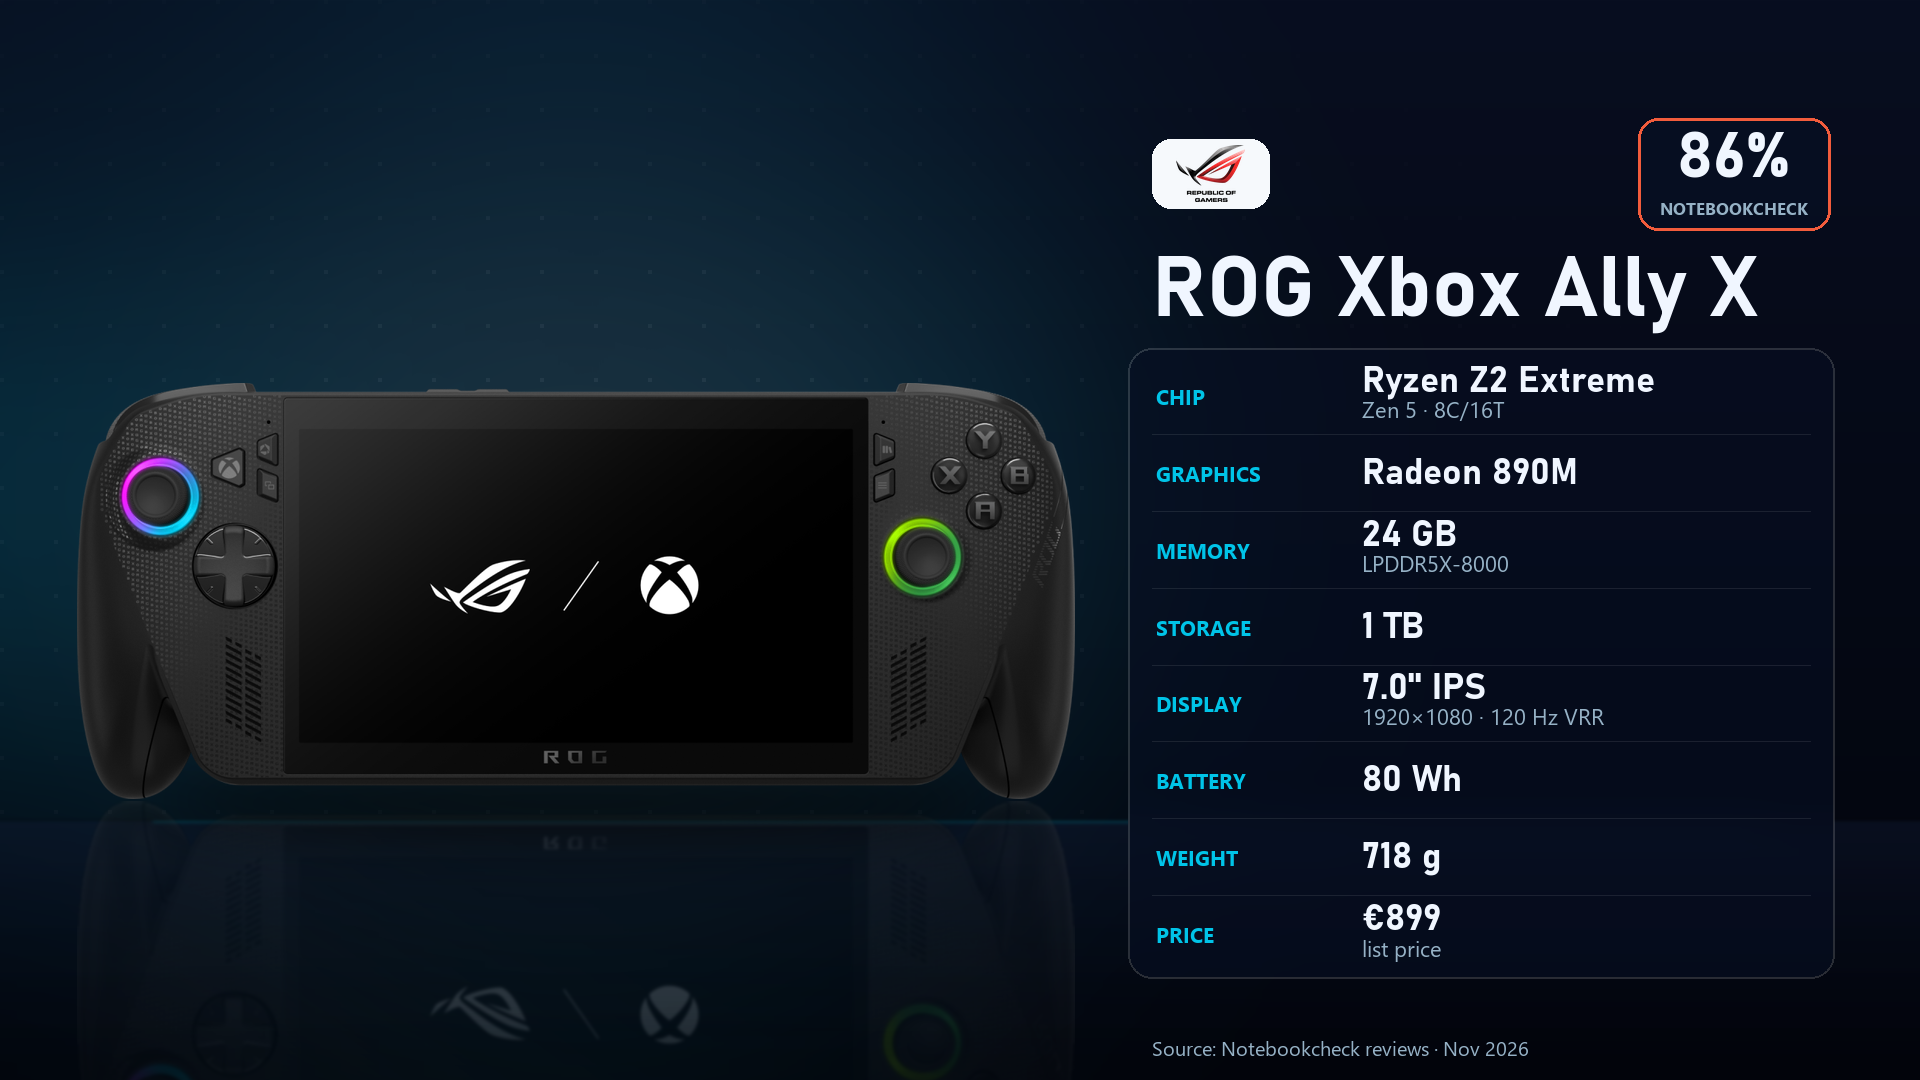 REPUBLIC OF
GAMERS
86%
NOTEBOOKCHECK
ROG Xbox Ally X
CHIP
Ryzen Z2 Extreme
Zen 5 · 8C/16T
GRAPHICS
Radeon 890M
MEMORY
24 GB
LPDDR5X-8000
STORAGE
1 TB
DISPLAY
7.0" IPS
1920×1080 · 120 Hz VRR
BATTERY
80 Wh
WEIGHT
718 g
PRICE
€899
list price
Source: Notebookcheck reviews · Nov 2026
Y
X
B
A
ROG